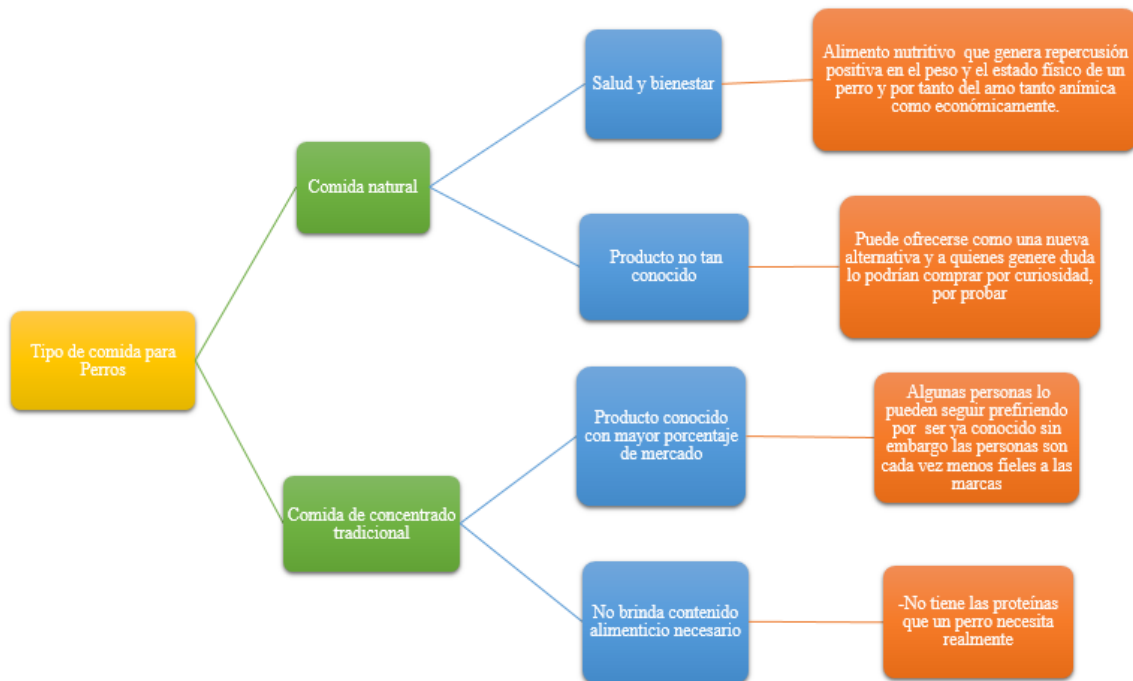 Tipo de comida para
Perros
Comida natural
Salud y bienestar
Alimento nutritivo que genera repercusión
positiva en el peso y el estado físico de un
perro y por tanto del amo tanto anímica
como económicamente.
Producto no tan
conocido
Puede ofrecerse como una nueva
alternativa y a quienes genere duda
lo podrían comprar por curiosidad,
por probar
Comida de concentrado
tradicional
Producto conocido
con mayor porcentaje
de mercado
Algunas personas lo
pueden seguir prefiriendo
por ser ya conocido sin
embargo las personas son
cada vez menos fieles a las
marcas
No brinda contenido
alimenticio necesario
-No tiene las proteínas
que un perro necesita
realmente